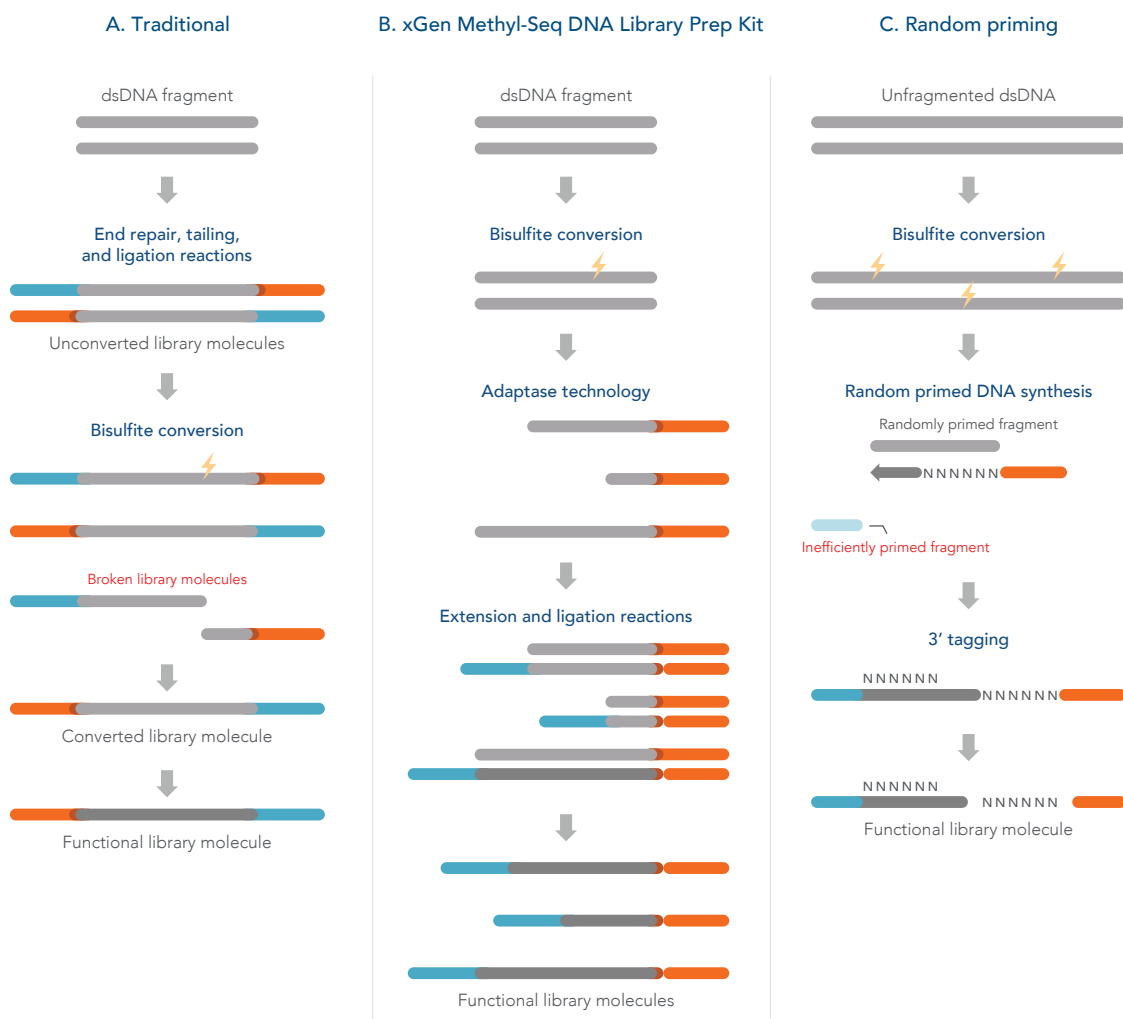 A. Traditional
dsDNA fragment
End repair, tailing,
and ligation reactions
Unconverted library molecules
Bisulfite conversion
Broken library molecules
Converted library molecule
Functional library molecule
B. xGen Methyl-Seq DNA Library Prep Kit
dsDNA fragment
Bisulfite conversion
Adaptase technology
Extension and ligation reactions
Functional library molecules
C. Random priming
Unfragmented dsDNA
Bisulfite conversion
Random primed DNA synthesis
Randomly primed fragment
NNNNNN
Inefficiently primed fragment
3’ tagging
NNNNNN
NNNNNN
NNNNNN
NNNNNN
Functional library molecule